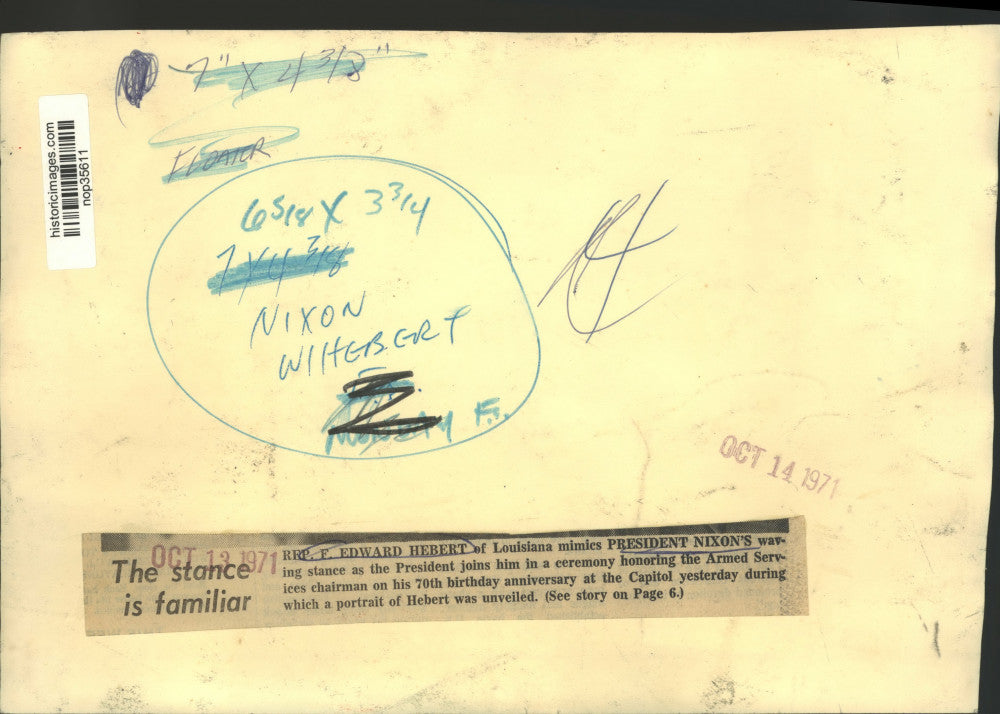 7" X 4 3/8"
FLOATER
historicimages.com
nop35611
6 5/8 X 3 3/4
7 X 4 3/8
NIXON
W/HEBERT
F.
OCT 14 1971
OCT 13 1971
The stance
is familiar
REP. F. EDWARD HEBERT of Louisiana mimics PRESIDENT NIXON'S wav-
ing stance as the President joins him in a ceremony honoring the Armed Serv-
ices chairman on his 70th birthday anniversary at the Capitol yesterday during
which a portrait of Hebert was unveiled. (See story on Page 6.)